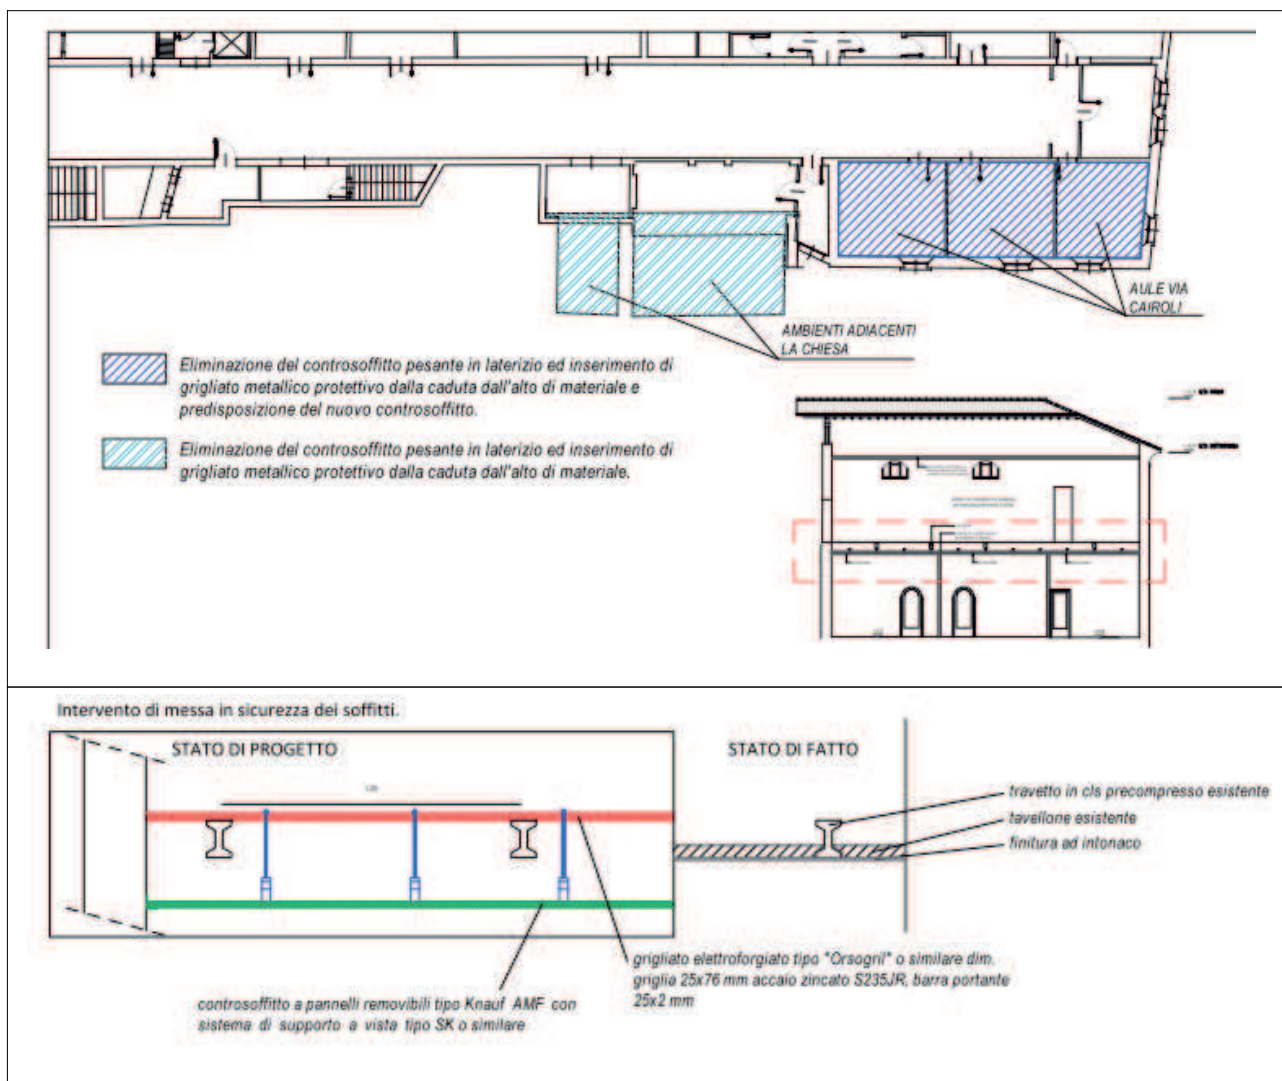 AULE VIA
CAIROLI
AMBIENTI ADIACENTI
LA CHIESA
Eliminazione del controsoffitto pesante in laterizio ed inserimento di
grigliato metallico protettivo dalla caduta dall'alto di materiale e
predisposizione del nuovo controsoffitto.
Eliminazione del controsoffitto pesante in laterizio ed inserimento di
grigliato metallico protettivo dalla caduta dall'alto di materiale.
Intervento di messa in sicurezza dei soffitti.
STATO DI PROGETTO
STATO DI FATTO
travetto in cls precompresso esistente
tavellone esistente
finitura ad intonaco
grigliato elettroforgiato tipo "Orsogril" o similare dim.
griglia 25x76 mm accaio zincato S235JR, barra portante
25x2 mm
controsoffitto a pannelli removibili tipo Knauf AMF con
sistema di supporto a vista tipo SK o similare